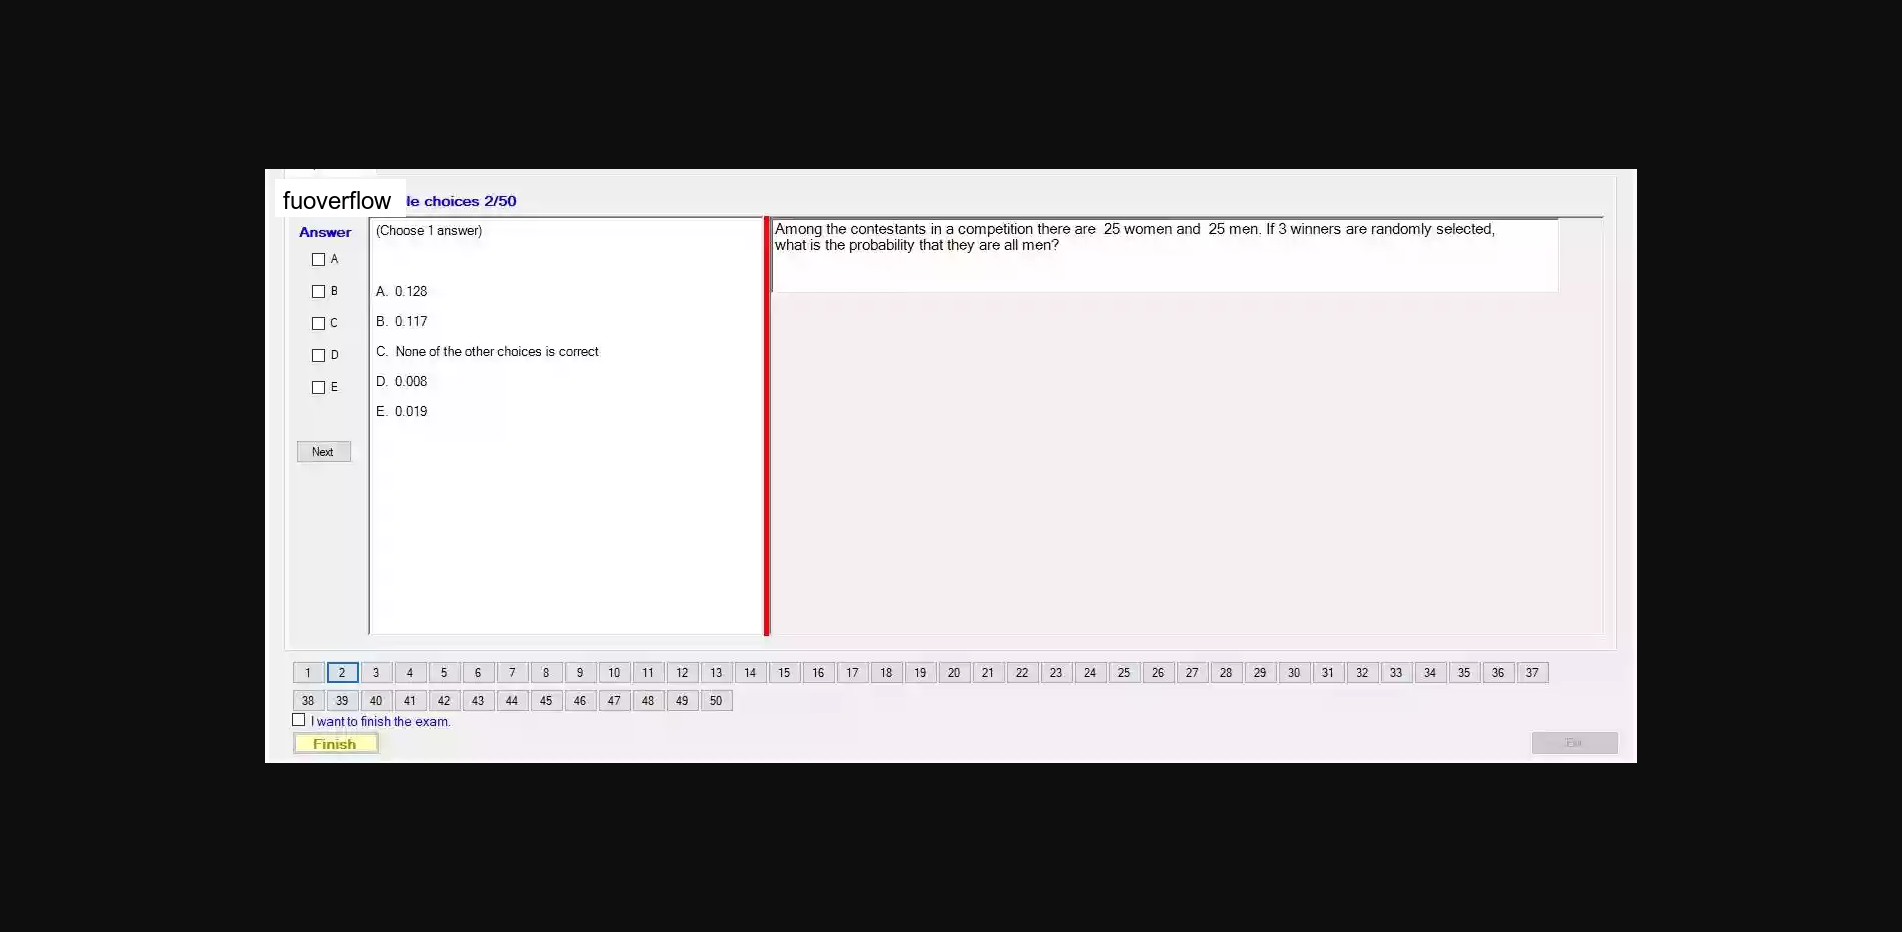 fuoverflow
le choices 2/50
Answer
A
B
C
D
E
Next
(Choose 1 answer)
A. 0.128
B. 0.117
C. None of the other choices is correct
D. 0.008
E. 0.019
Among the contestants in a competition there are 25 women and 25 men. If 3 winners are randomly selected,
what is the probability that they are all men?
1 2 3 4 5 6 7 8 9 10 11 12 13 14 15 16 17 18 19 20 21 22 23 24 25 26 27 28 29 30 31 32 33 34 35 36 37
38 39 40 41 42 43 44 45 46 47 48 49 50
I want to finish the exam.
Finish